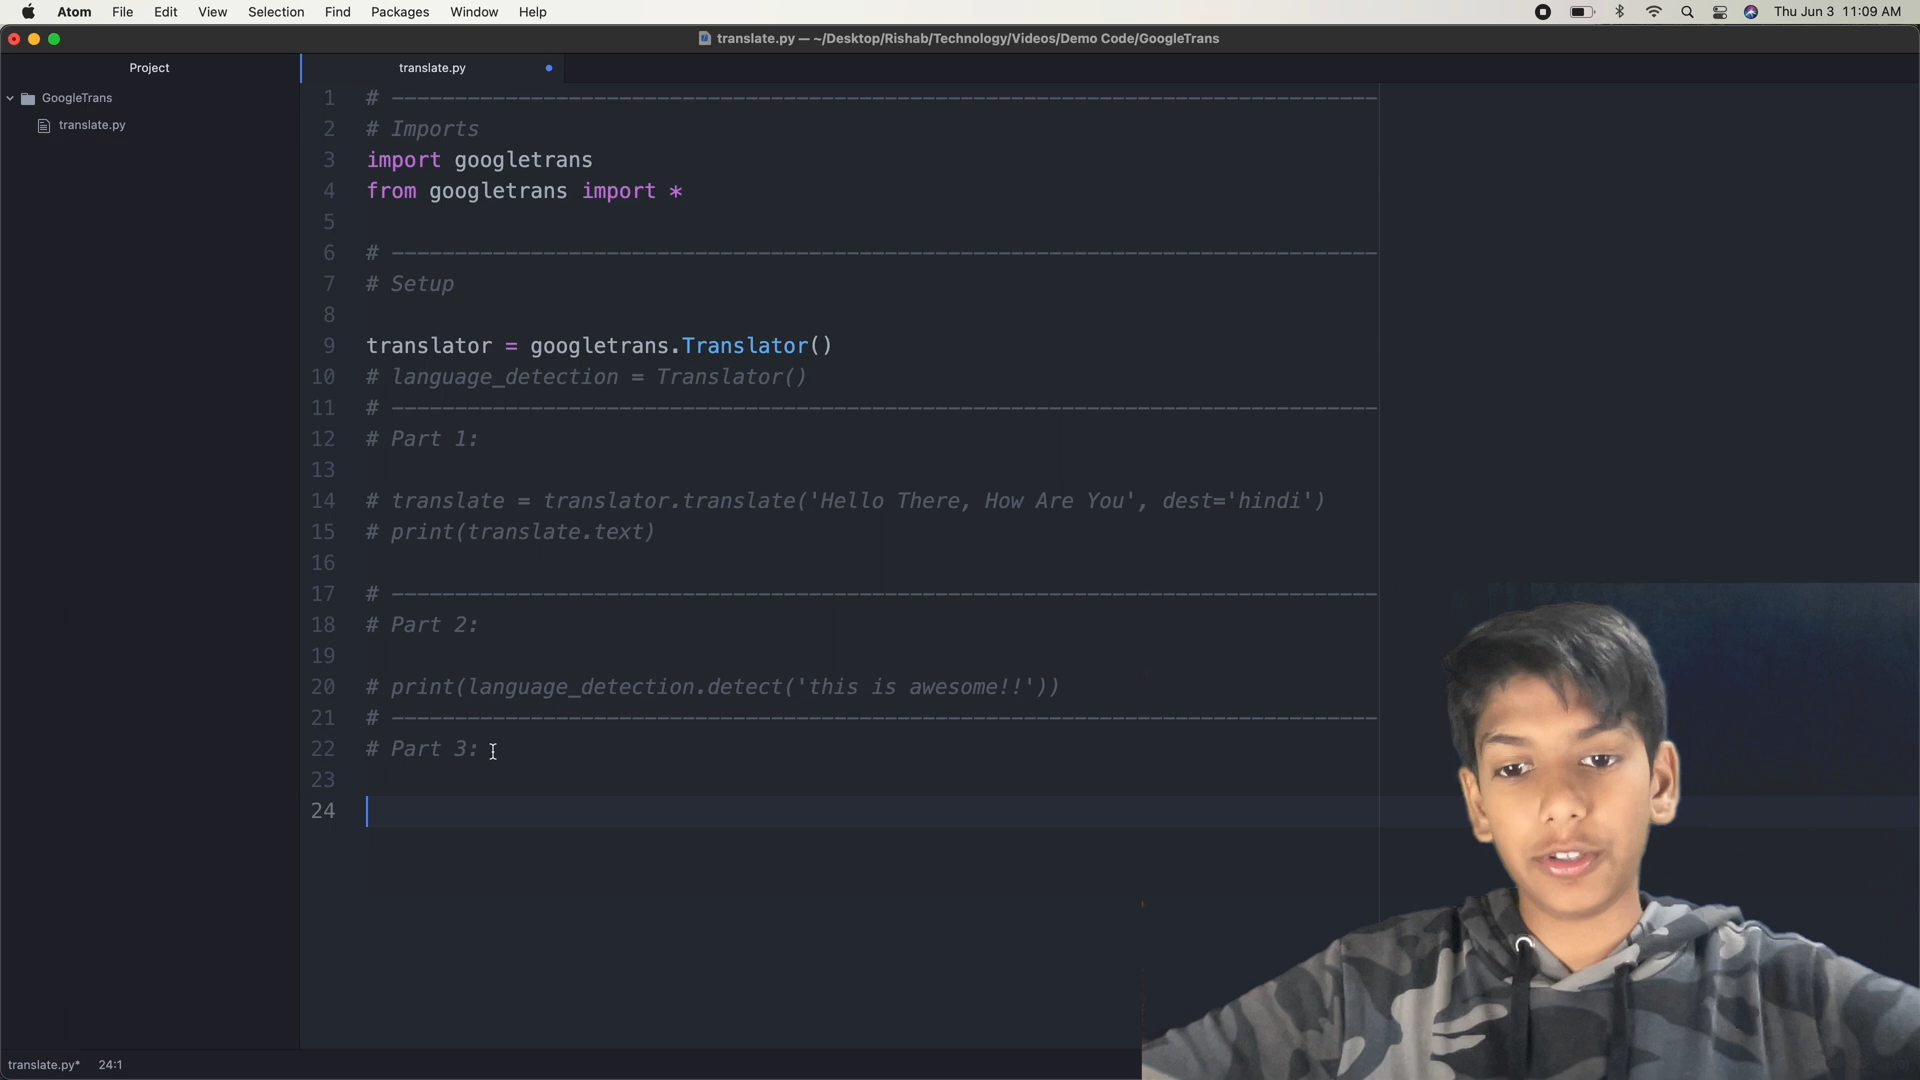 Atom File Edit View Selection Find Packages Window Help Thu Jun 3 11:09 AM
translate.py — ~/Desktop/Rishab/Technology/Videos/Demo Code/GoogleTrans
Project translate.py
GoogleTrans
translate.py
1 # ------------------------------------------------------------------------------
2 # Imports
3 import googletrans
4 from googletrans import *
5
6 # ------------------------------------------------------------------------------
7 # Setup
8
9 translator = googletrans.Translator()
10 # language_detection = Translator()
11 # ------------------------------------------------------------------------------
12 # Part 1:
13
14 # translate = translator.translate('Hello There, How Are You', dest='hindi')
15 # print(translate.text)
16
17 # ------------------------------------------------------------------------------
18 # Part 2:
19
20 # print(language_detection.detect('this is awesome!!'))
21 # ------------------------------------------------------------------------------
22 # Part 3:
23
24
translate.py* 24:1